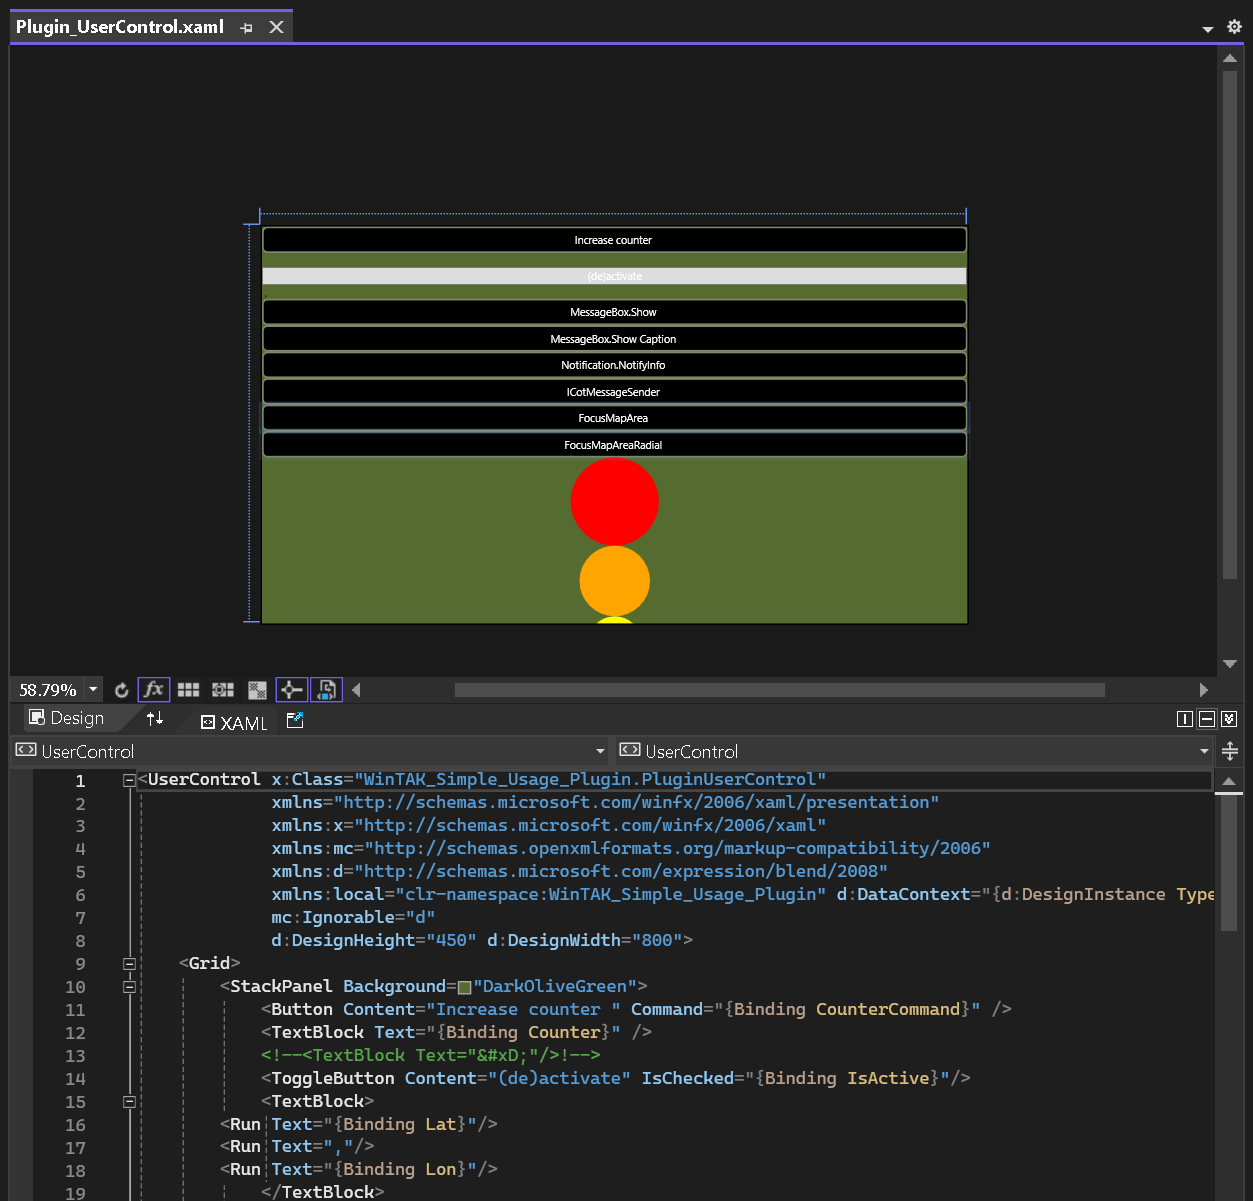 Plugin_UserControl.xaml
Increase counter
(de)activate
MessageBox.Show
MessageBox.Show Caption
Notification.NotifyInfo
ICotMessageSender
FocusMapArea
FocusMapAreaRadial
58.79%
fx
Design
XAML
UserControl
UserControl
1 <UserControl x:Class="WinTAK_Simple_Usage_Plugin.PluginUserControl"
2 xmlns="http://schemas.microsoft.com/winfx/2006/xaml/presentation"
3 xmlns:x="http://schemas.microsoft.com/winfx/2006/xaml"
4 xmlns:mc="http://schemas.openxmlformats.org/markup-compatibility/2006"
5 xmlns:d="http://schemas.microsoft.com/expression/blend/2008"
6 xmlns:local="clr-namespace:WinTAK_Simple_Usage_Plugin" d:DataContext="{d:DesignInstance Type
7 mc:Ignorable="d"
8 d:DesignHeight="450" d:DesignWidth="800">
9 <Grid>
10 <StackPanel Background="DarkOliveGreen">
11 <Button Content="Increase counter " Command="{Binding CounterCommand}" />
12 <TextBlock Text="{Binding Counter}" />
13 <!--<TextBlock Text="&#xD;"/>!-->
14 <ToggleButton Content="(de)activate" IsChecked="{Binding IsActive}"/>
15 <TextBlock>
16 <Run Text="{Binding Lat}"/>
17 <Run Text=","/>
18 <Run Text="{Binding Lon}"/>
19 </TextBlock>